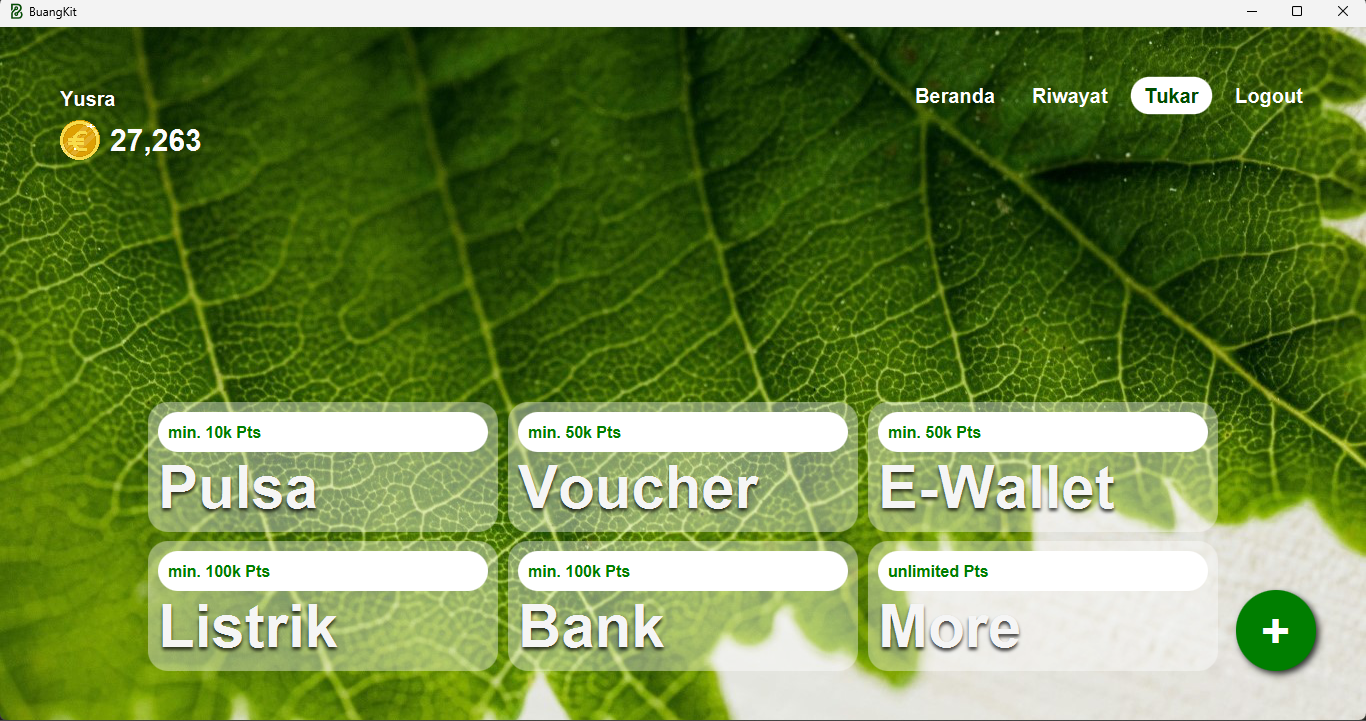 BuangKit
Yusra
27,263
Beranda Riwayat Tukar Logout
min. 10k Pts
Pulsa
min. 50k Pts
Voucher
min. 50k Pts
E-Wallet
min. 100k Pts
Listrik
min. 100k Pts
Bank
unlimited Pts
More
+